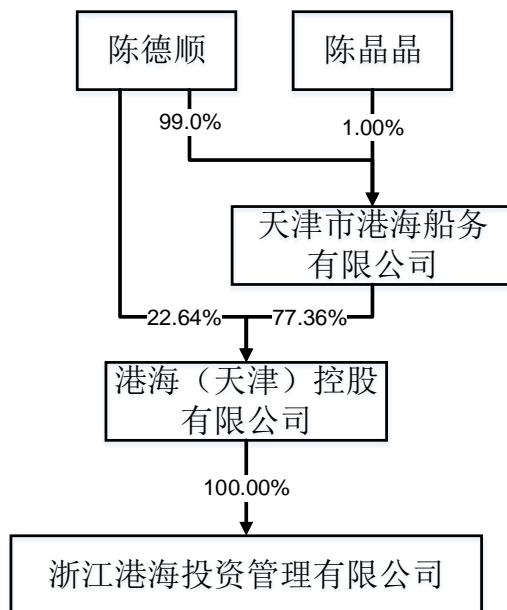 陈德顺
陈晶晶
99.0%
1.00%
天津市港海船务
有限公司
22.64%
77.36%
港海（天津）控股
有限公司
100.00%
浙江港海投资管理有限公司